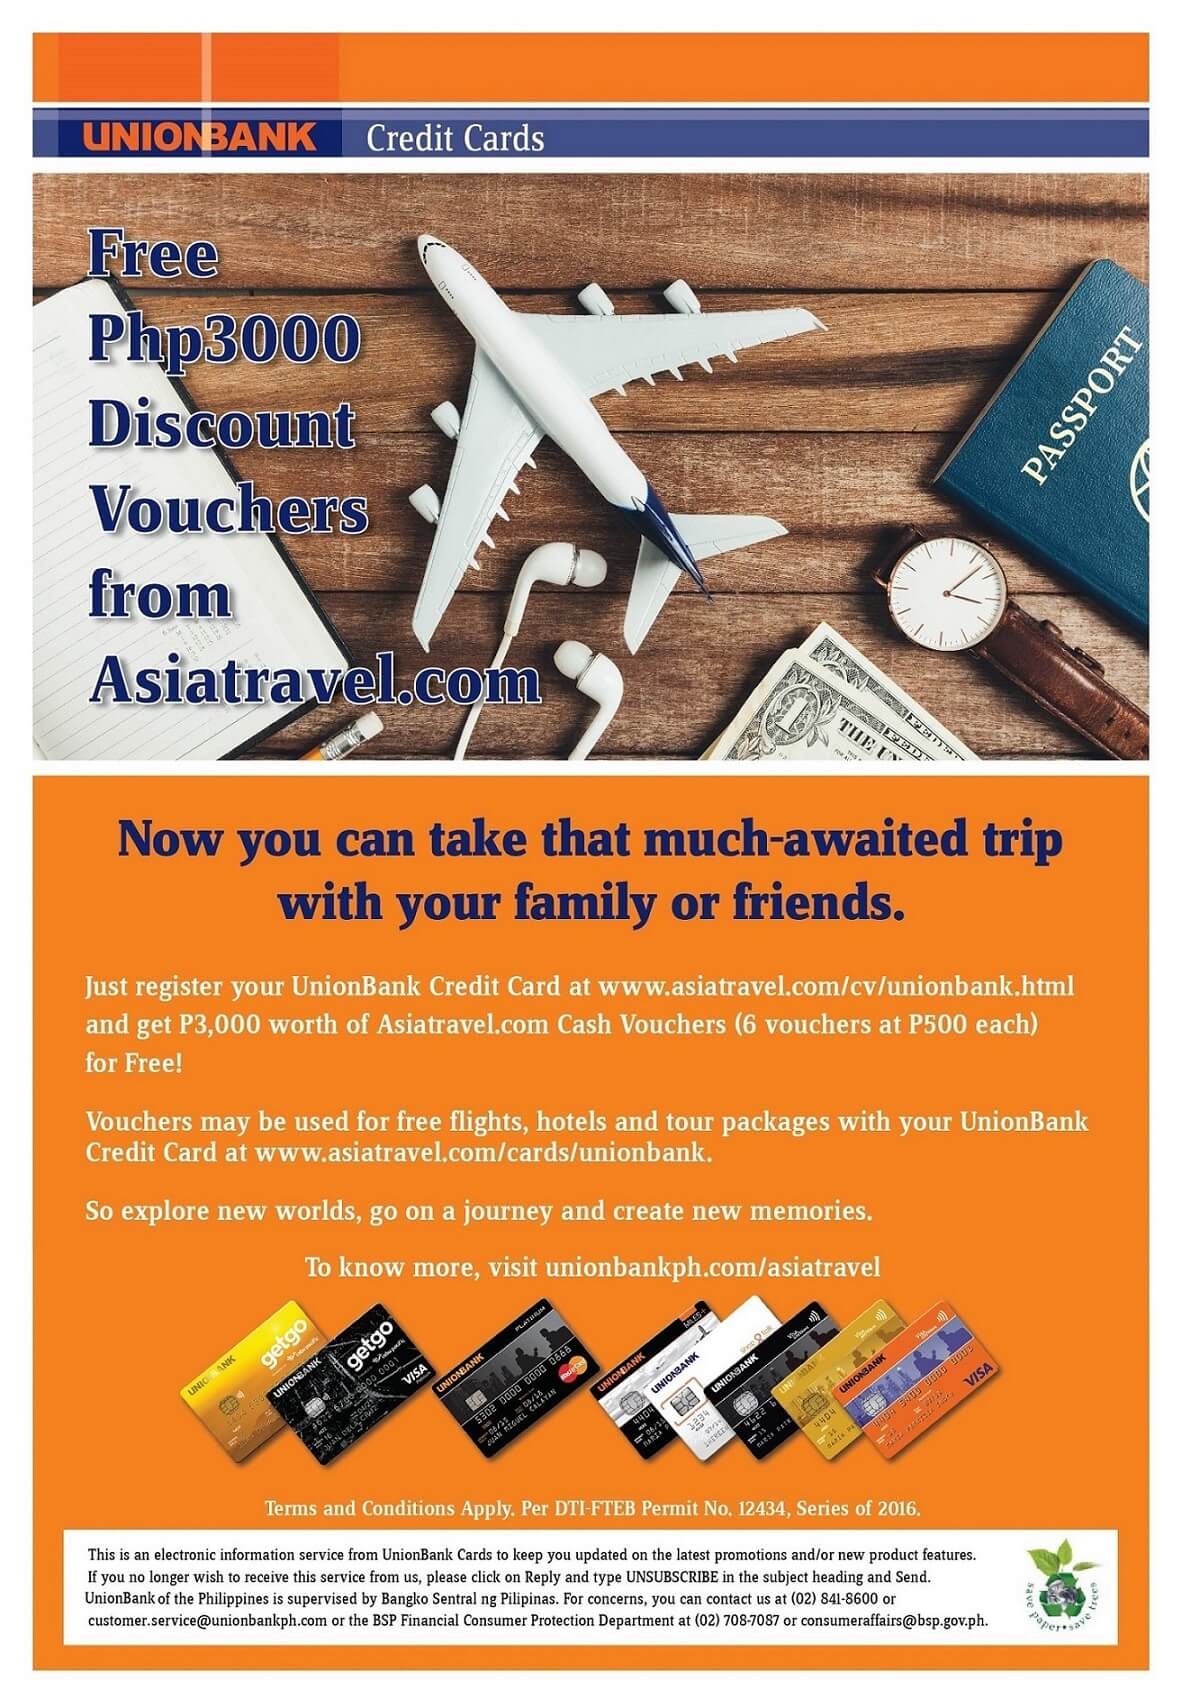 UNIONBANK Credit Cards
Free
Php3000
Discount
Vouchers
from
Asiatravel.com
PASSPORT
Now you can take that much-awaited trip
with your family or friends.
Just register your UnionBank Credit Card at www.asiatravel.com/cv/unionbank.html
and get P3,000 worth of Asiatravel.com Cash Vouchers (6 vouchers at P500 each)
for Free!
Vouchers may be used for free flights, hotels and tour packages with your UnionBank
Credit Card at www.asiatravel.com/cards/unionbank.
So explore new worlds, go on a journey and create new memories.
To know more, visit unionbankph.com/asiatravel
UNIONBANK getgo
UNIONBANK getgo VISA
UNIONBANK PLATINUM
5302 0000 0000 0666
JUAN MIGUEL CALAYAN
UNIONBANK
UNIONBANK
UNIONBANK
UNIONBANK VISA
Terms and Conditions Apply. Per DTI-FTEB Permit No. 12434, Series of 2016.
This is an electronic information service from UnionBank Cards to keep you updated on the latest promotions and/or new product features.
If you no longer wish to receive this service from us, please click on Reply and type UNSUBSCRIBE in the subject heading and Send.
UnionBank of the Philippines is supervised by Bangko Sentral ng Pilipinas. For concerns, you can contact us at (02) 841-8600 or
customer.service@unionbankph.com or the BSP Financial Consumer Protection Department at (02) 708-7087 or consumeraffairs@bsp.gov.ph.
save paper • save trees